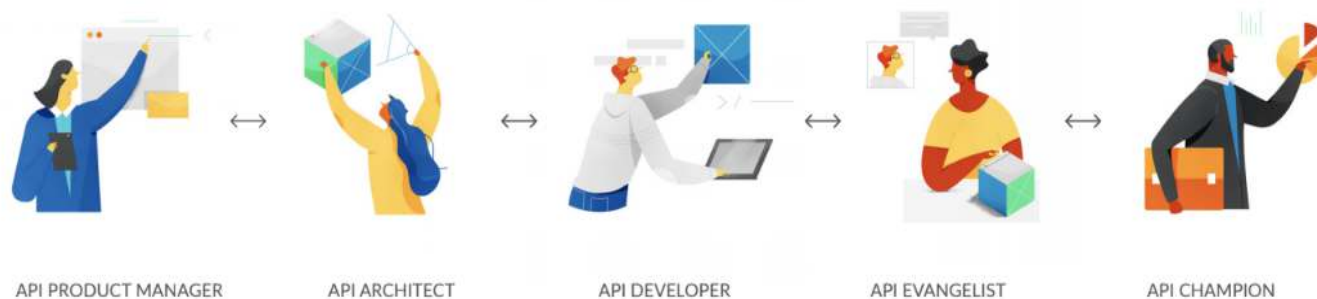 API PRODUCT MANAGER
API ARCHITECT
API DEVELOPER
API EVANGELIST
API CHAMPION